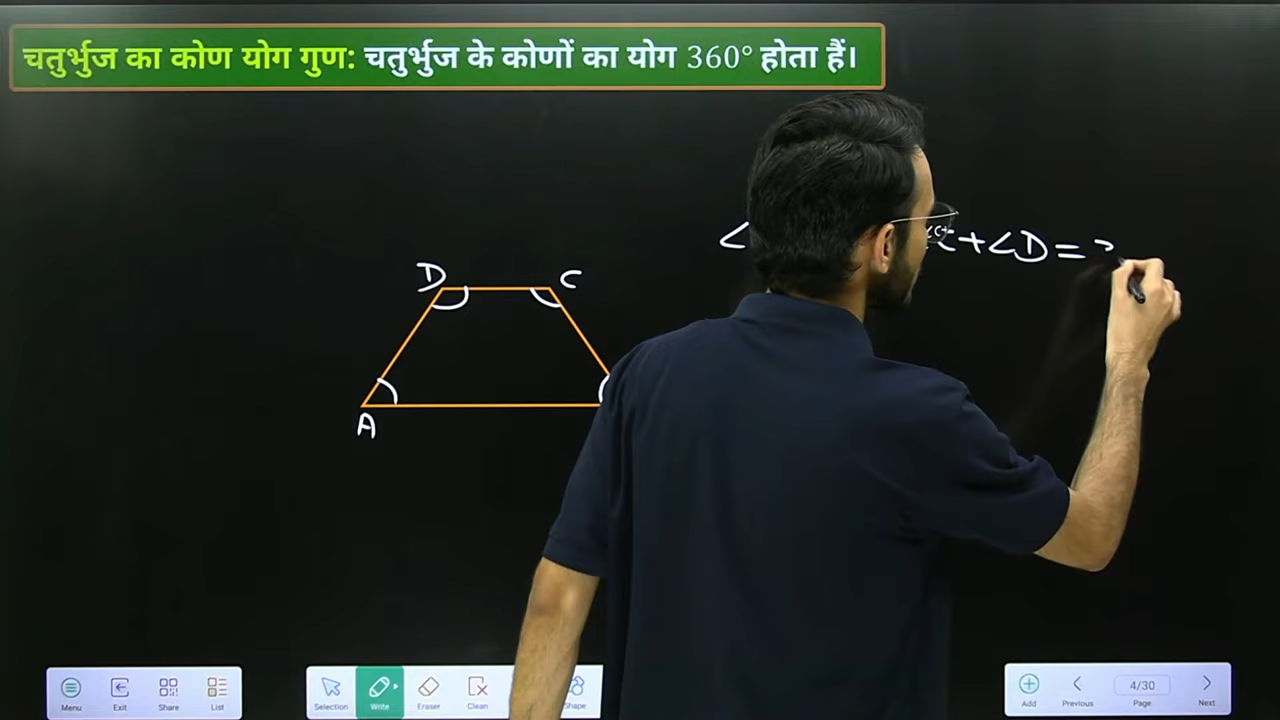 चतुर्भुज का कोण योग गुण: चतुर्भुज के कोणों का योग 360° होता हैं।
+∠D=
D
C
A
Menu
Exit
Share
List
Selection
Write
Eraser
Clean
Shape
Add
Previous
4/30
Page
Next